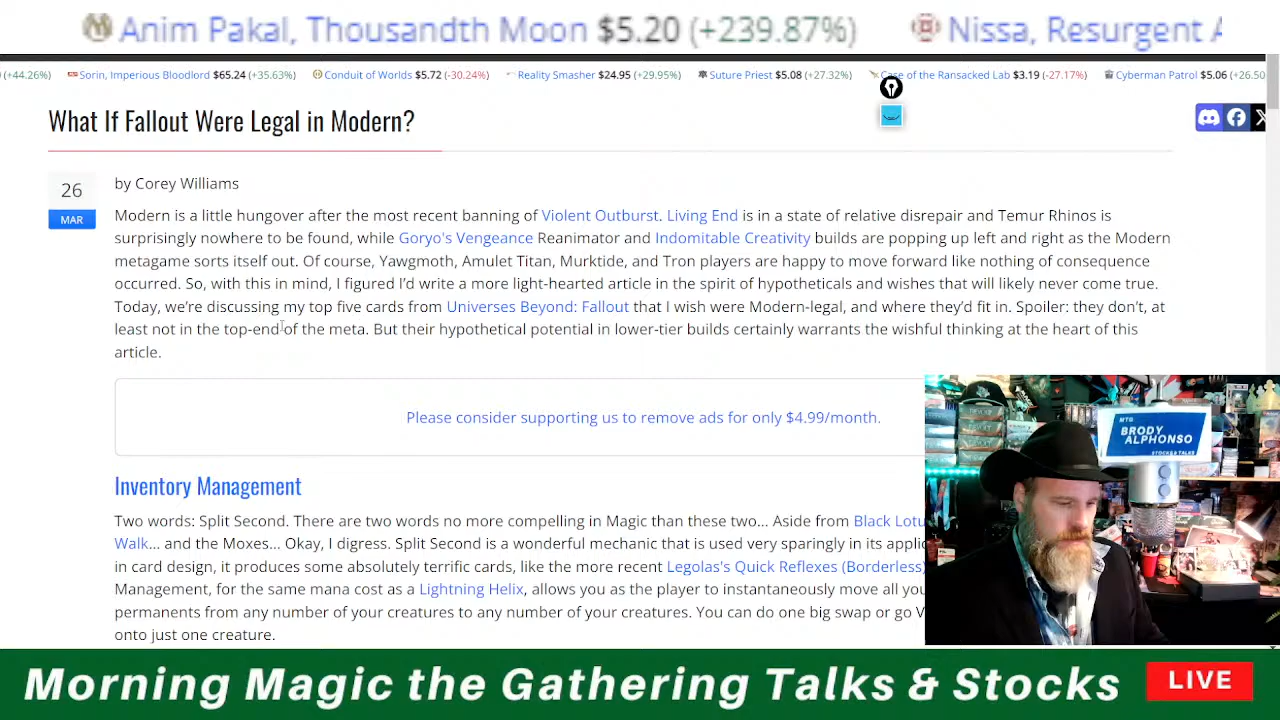 Anim Pakal, Thousandth Moon $5.20 (+239.87%) Nissa, Resurgent A
(+44.26%) Sorin, Imperious Bloodlord $65.24 (+35.63%) Conduit of Worlds $5.72 (-30.24%) Reality Smasher $24.95 (+29.95%) Suture Priest $5.08 (+27.32%) Case of the Ransacked Lab $3.19 (-27.17%) Cyberman Patrol $5.06 (+26.50
What If Fallout Were Legal in Modern?
26
MAR
by Corey Williams
Modern is a little hungover after the most recent banning of Violent Outburst. Living End is in a state of relative disrepair and Temur Rhinos is
surprisingly nowhere to be found, while Goryo's Vengeance Reanimator and Indomitable Creativity builds are popping up left and right as the Modern
metagame sorts itself out. Of course, Yawgmoth, Amulet Titan, Murktide, and Tron players are happy to move forward like nothing of consequence
occurred. So, with this in mind, I figured I'd write a more light-hearted article in the spirit of hypotheticals and wishes that will likely never come true.
Today, we're discussing my top five cards from Universes Beyond: Fallout that I wish were Modern-legal, and where they'd fit in. Spoiler: they don't, at
least not in the top-end of the meta. But their hypothetical potential in lower-tier builds certainly warrants the wishful thinking at the heart of this
article.
Please consider supporting us to remove ads for only $4.99/month.
Inventory Management
Two words: Split Second. There are two words no more compelling in Magic than these two... Aside from Black Lotu
Walk... and the Moxes... Okay, I digress. Split Second is a wonderful mechanic that is used very sparingly in its applic
in card design, it produces some absolutely terrific cards, like the more recent Legolas's Quick Reflexes (Borderless)
Management, for the same mana cost as a Lightning Helix, allows you as the player to instantaneously move all you
permanents from any number of your creatures to any number of your creatures. You can do one big swap or go V
onto just one creature.
MTG
BRODY
ALPHONSO
STOCKS & TALKS
Morning Magic the Gathering Talks & Stocks
LIVE